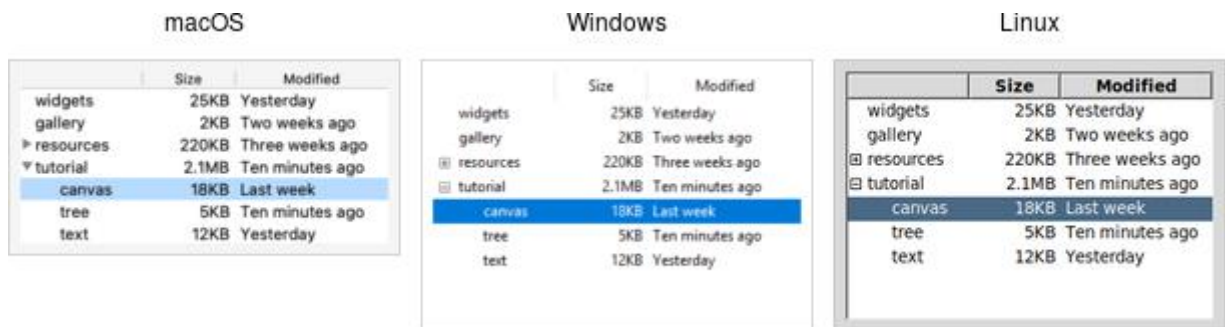 macOS
Size Modified
widgets 25KB Yesterday
gallery 2KB Two weeks ago
resources 220KB Three weeks ago
tutorial 2.1MB Ten minutes ago
canvas 18KB Last week
tree 5KB Ten minutes ago
text 12KB Yesterday
Windows
Size Modified
widgets 25KB Yesterday
gallery 2KB Two weeks ago
resources 220KB Three weeks ago
tutorial 2.1MB Ten minutes ago
canvas 18KB Last week
tree 5KB Ten minutes ago
text 12KB Yesterday
Linux
Size Modified
widgets 25KB Yesterday
gallery 2KB Two weeks ago
resources 220KB Three weeks ago
tutorial 2.1MB Ten minutes ago
canvas 18KB Last week
tree 5KB Ten minutes ago
text 12KB Yesterday